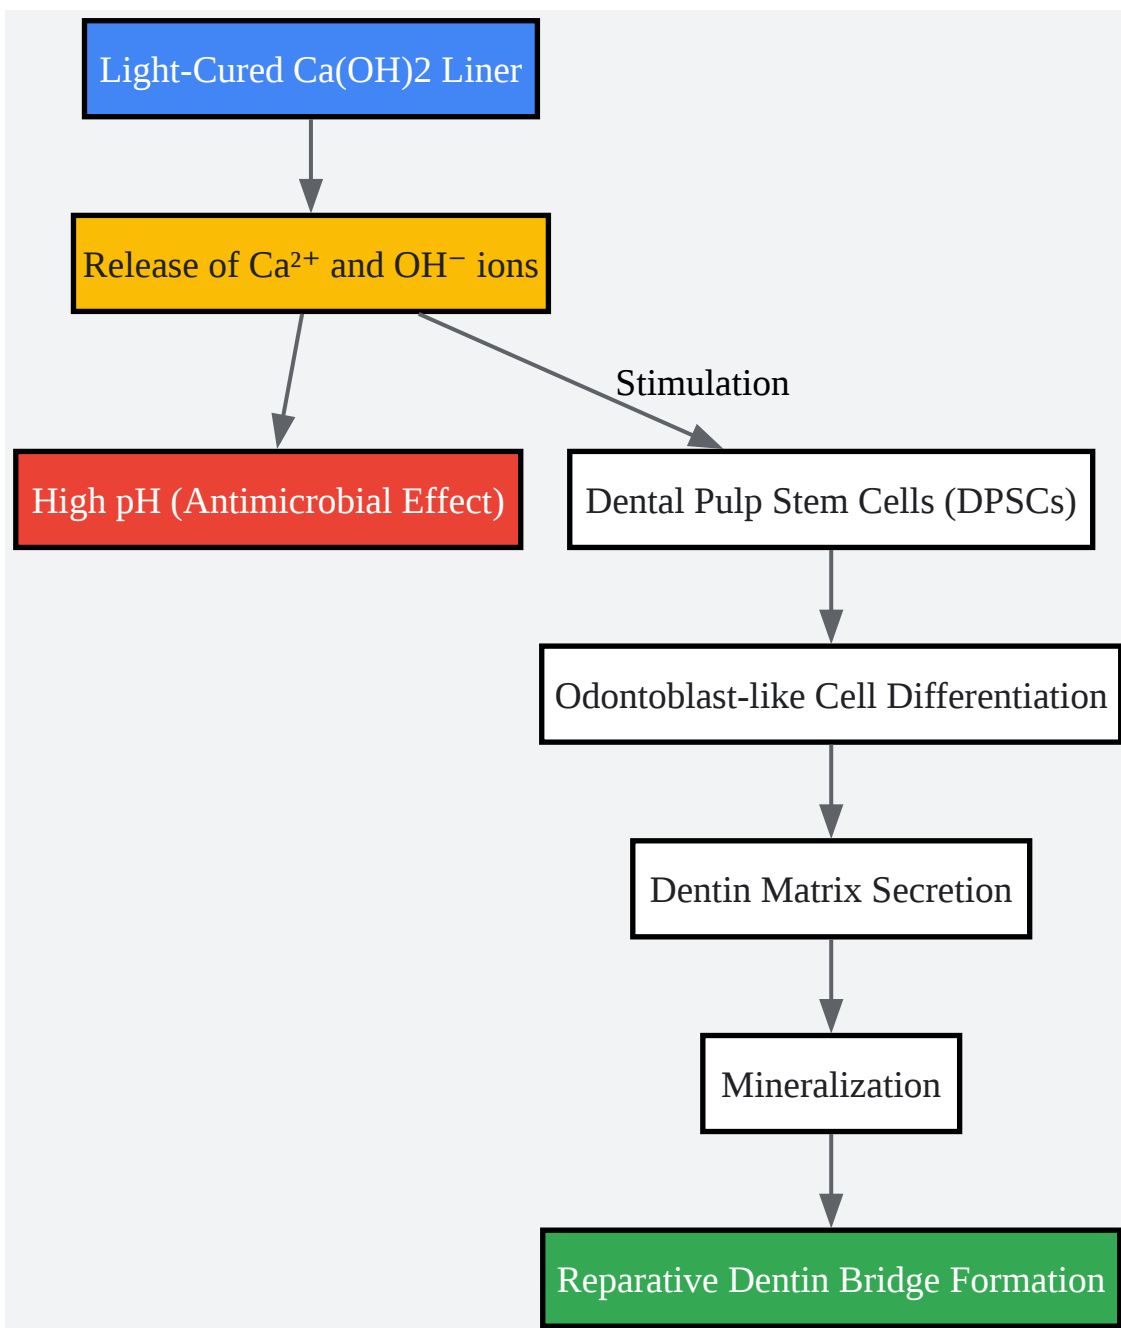 Light-Cured Ca(OH)2 Liner
Release of Ca²⁺ and OH⁻ ions
Stimulation
High pH (Antimicrobial Effect)
Dental Pulp Stem Cells (DPSCs)
Odontoblast-like Cell Differentiation
Dentin Matrix Secretion
Mineralization
Reparative Dentin Bridge Formation